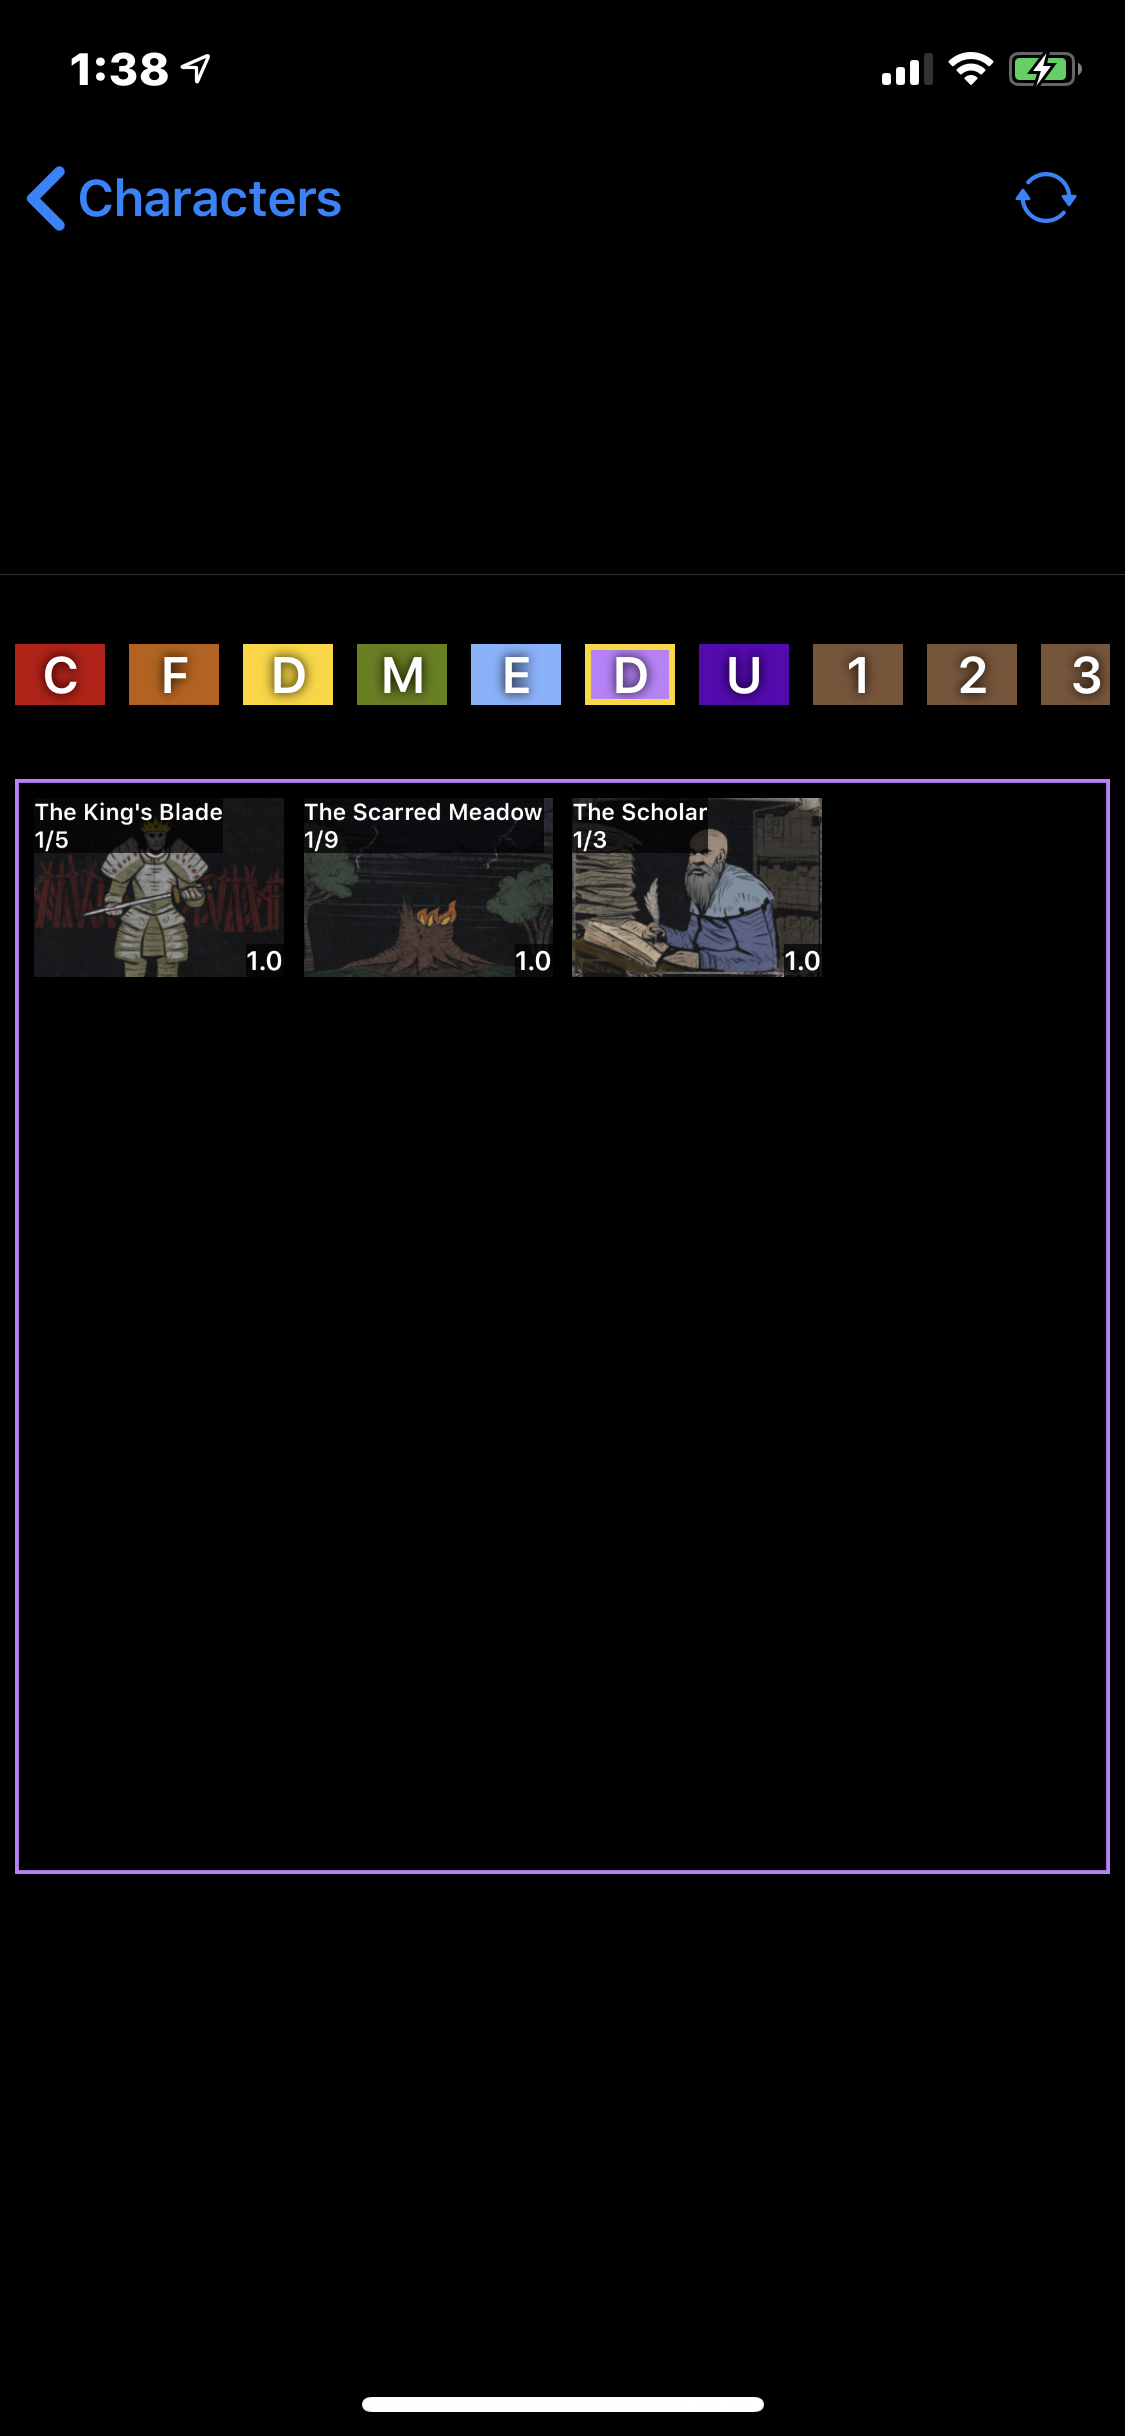 1:38
Characters
C F D M E D U 1 2 3
The King's Blade
1/5
1.0
The Scarred Meadow
1/9
1.0
The Scholar
1/3
1.0